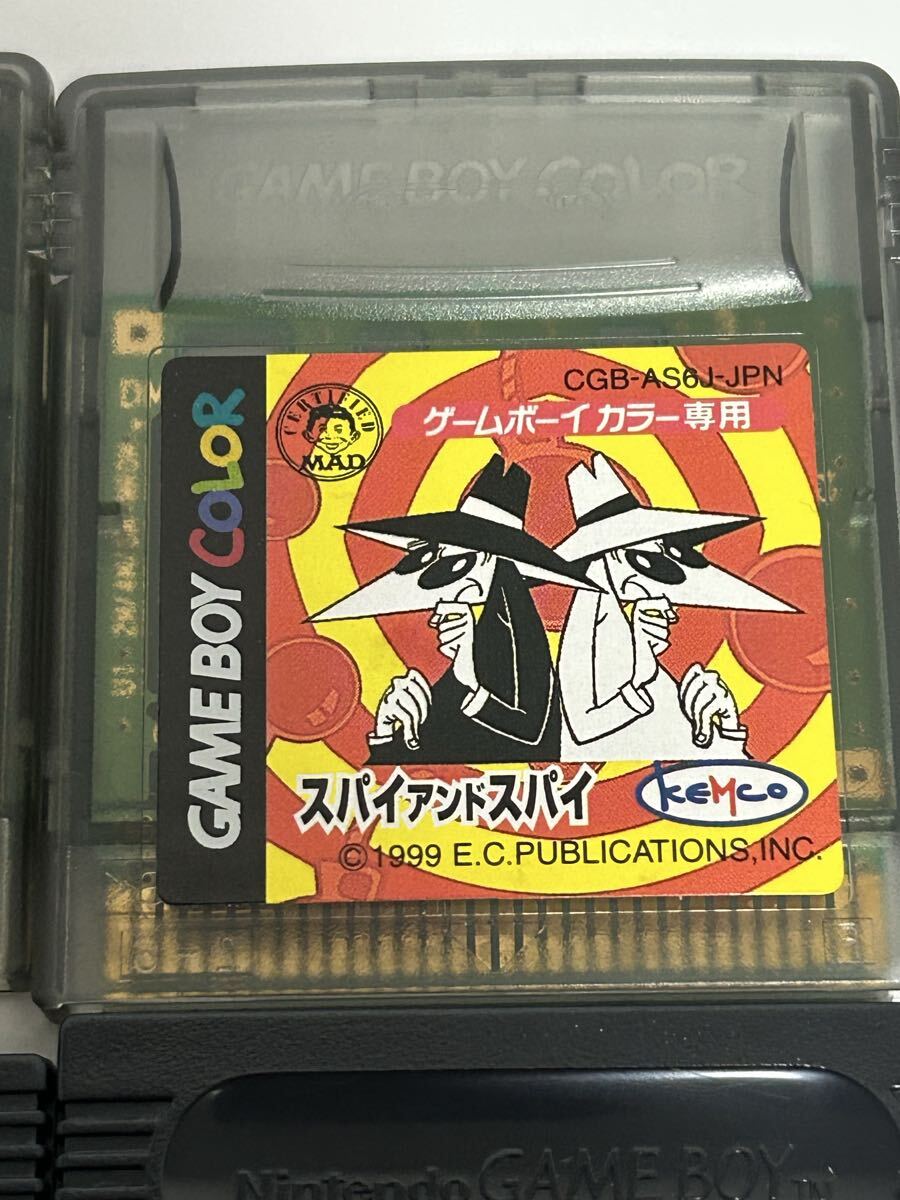 GAME BOY COLOR
CGB-AS6J-JPN
ゲームボーイカラー専用
CERTIFIED
MAD
GAME BOY COLOR
スパイアンドスパイ
KEMCO
©1999 E.C.PUBLICATIONS,INC.
Nintendo GAME BOY TM